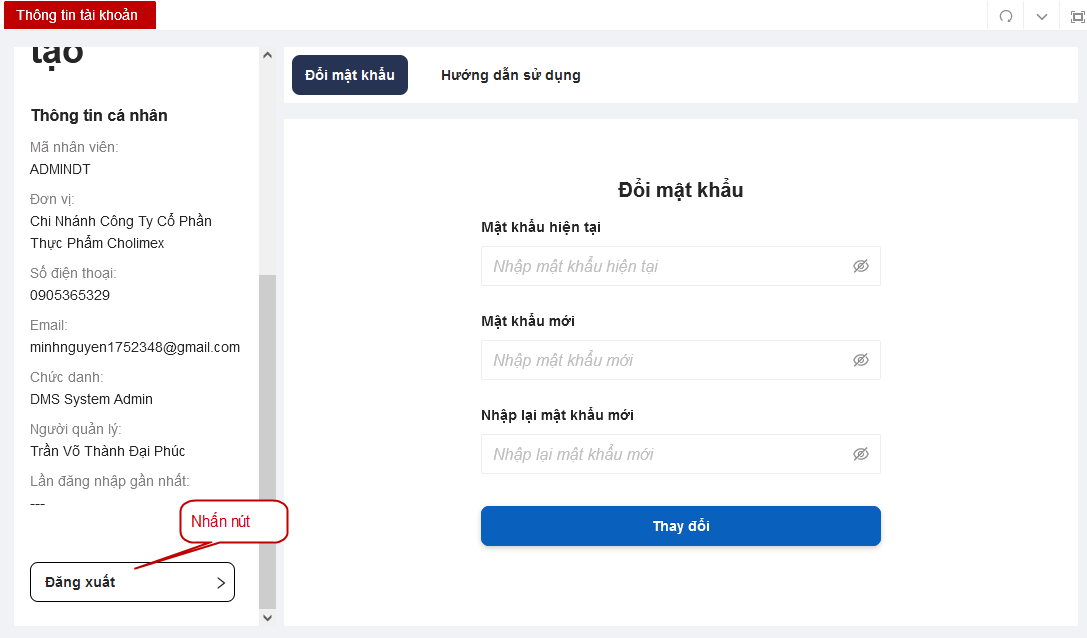 Thông tin tài khoản
tạo
Thông tin cá nhân
Mã nhân viên:
ADMINDT
Đơn vị:
Chi Nhánh Công Ty Cổ Phần
Thực Phẩm Cholimex
Số điện thoại:
0905365329
Email:
minhnguyen1752348@gmail.com
Chức danh:
DMS System Admin
Người quản lý:
Trần Võ Thành Đại Phúc
Lần đăng nhập gần nhất:
---
Nhấn nút
Đăng xuất
Đổi mật khẩu
Hướng dẫn sử dụng
Đổi mật khẩu
Mật khẩu hiện tại
Nhập mật khẩu hiện tại
Mật khẩu mới
Nhập mật khẩu mới
Nhập lại mật khẩu mới
Nhập lại mật khẩu mới
Thay đổi